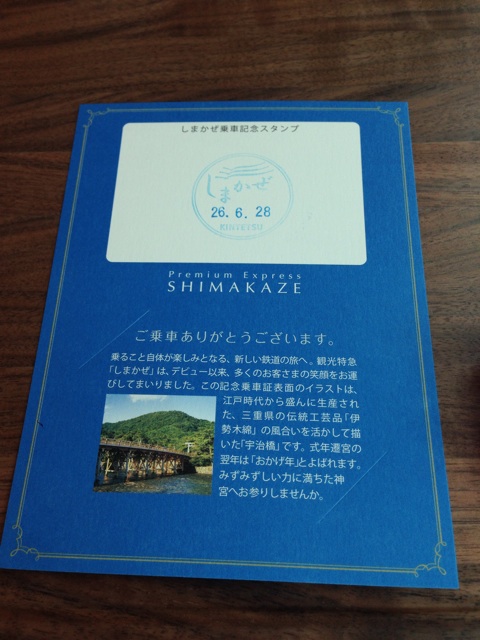 しまかぜ乗車記念スタンプ
しまかぜ
26.6.28
KINTETSU
Premium Express
SHIMAKAZE
ご乗車ありがとうございます。
乗ること自体が楽しみとなる、新しい鉄道の旅へ。観光特急
「しまかぜ」は、デビュー以来、多くのお客さまの笑顔をお運
びしてまいりました。この記念乗車証表面のイラストは、
江戸時代から盛んに生産され
た、三重県の伝統工芸品「伊
勢木綿」の風合いを活かして描
いた「宇治橋」です。式年遷宮の
翌年は「おかげ年」とよばれます。
みずみずしい力に満ちた神
宮へお参りしませんか。